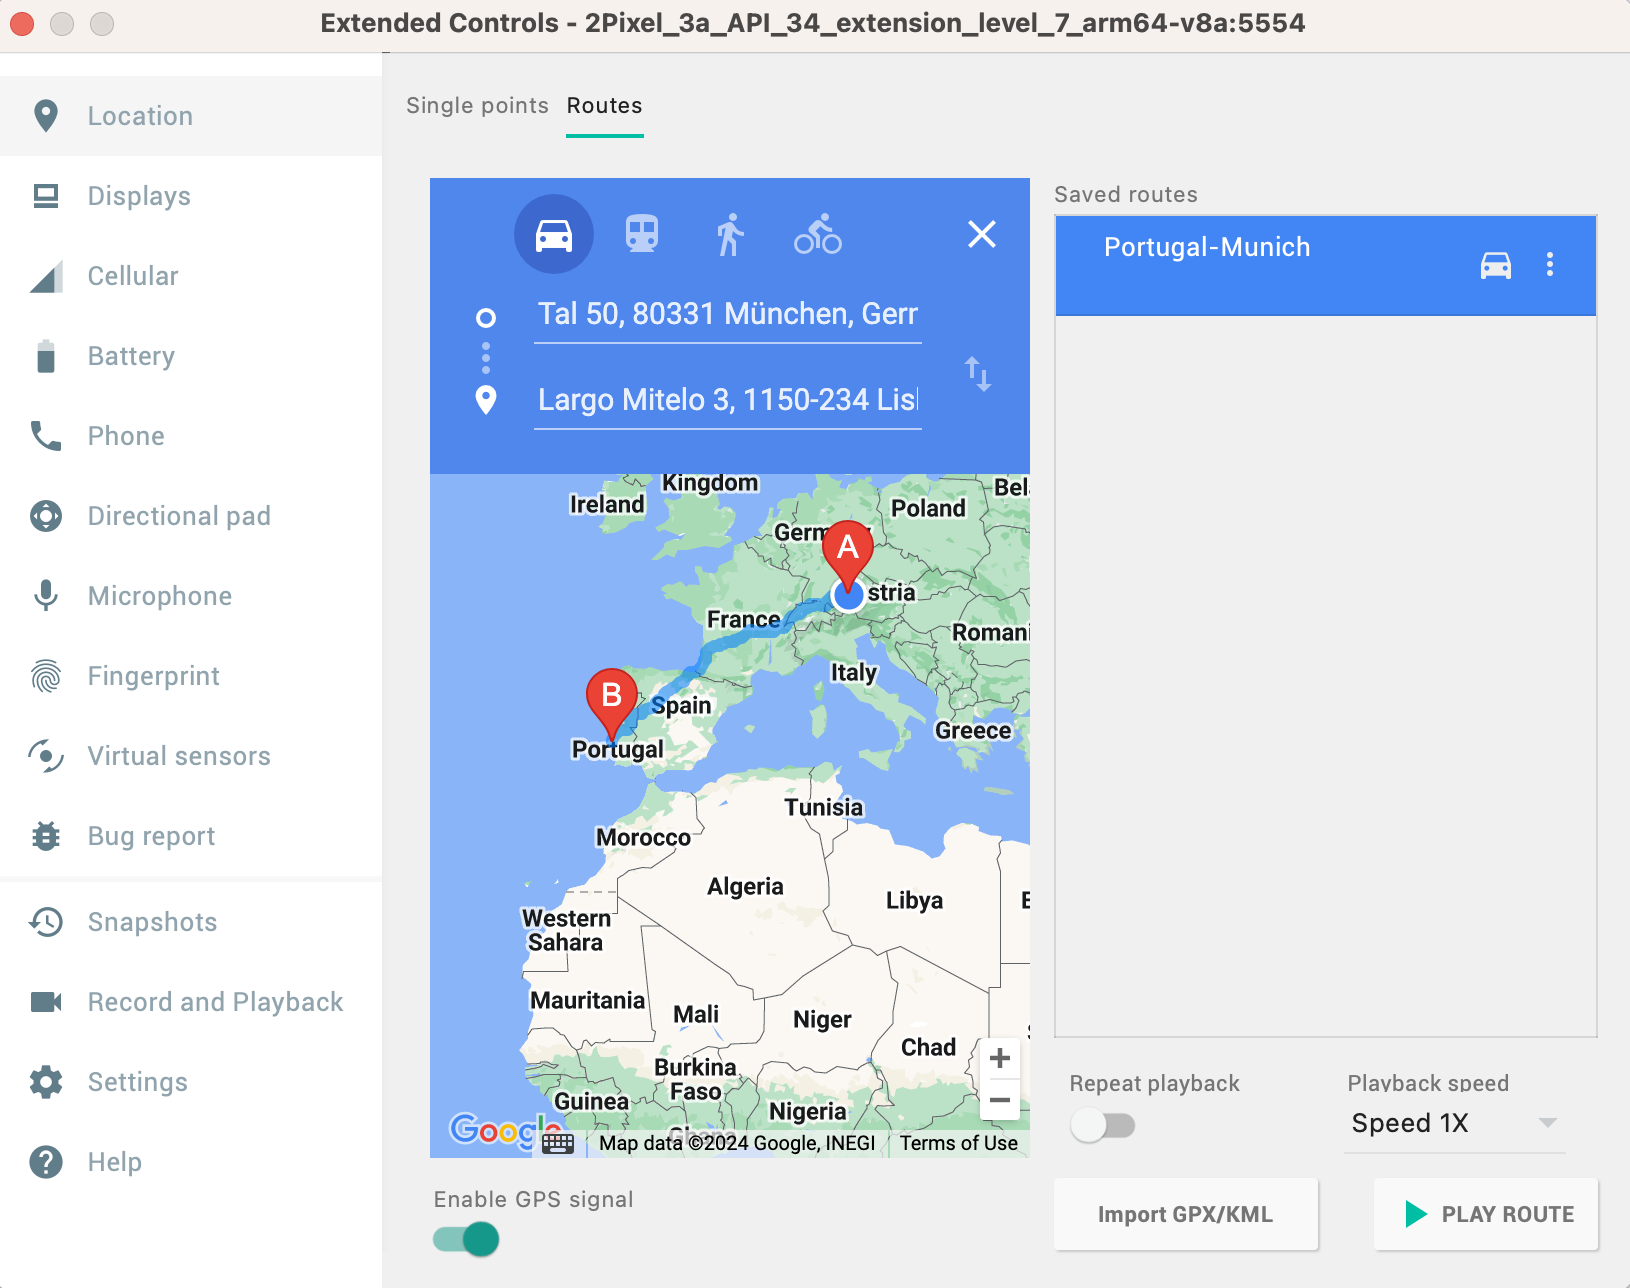 Extended Controls - 2Pixel_3a_API_34_extension_level_7_arm64-v8a:5554
Location
Displays
Cellular
Battery
Phone
Directional pad
Microphone
Fingerprint
Virtual sensors
Bug report
Snapshots
Record and Playback
Settings
Help
Single points
Routes
Tal 50, 80331 München, Gerr
Largo Mitelo 3, 1150-234 Lis
Kingdom
Ireland
Bel
Poland
Germ
A
stria
France
Romani
Italy
B
Spain
Greece
Portugal
Tunisia
Morocco
Algeria
Libya
E
Western
Sahara
Mauritania
Mali
Niger
Chad
Burkina
Faso
Guinea
Nigeria
Google
Map data ©2024 Google, INEGI
Terms of Use
Enable GPS signal
Saved routes
Portugal-Munich
Repeat playback
Playback speed
Speed 1X
Import GPX/KML
PLAY ROUTE